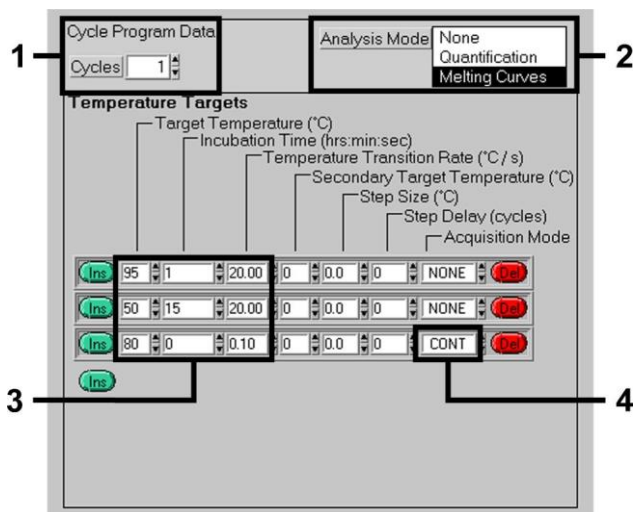 Cycle Program Data
Cycles 1
Analysis Mode
None
Quantification
Melting Curves
1
2
Temperature Targets
Target Temperature (°C)
Incubation Time (hrs:min:sec)
Temperature Transition Rate (°C / s)
Secondary Target Temperature (°C)
Step Size (°C)
Step Delay (cycles)
Acquisition Mode
Ins 95 1 20.00 0 0.0 0 NONE Del
Ins 50 15 20.00 0 0.0 0 NONE Del
Ins 80 0 0.10 0 0.0 0 CONT Del
Ins
3
4